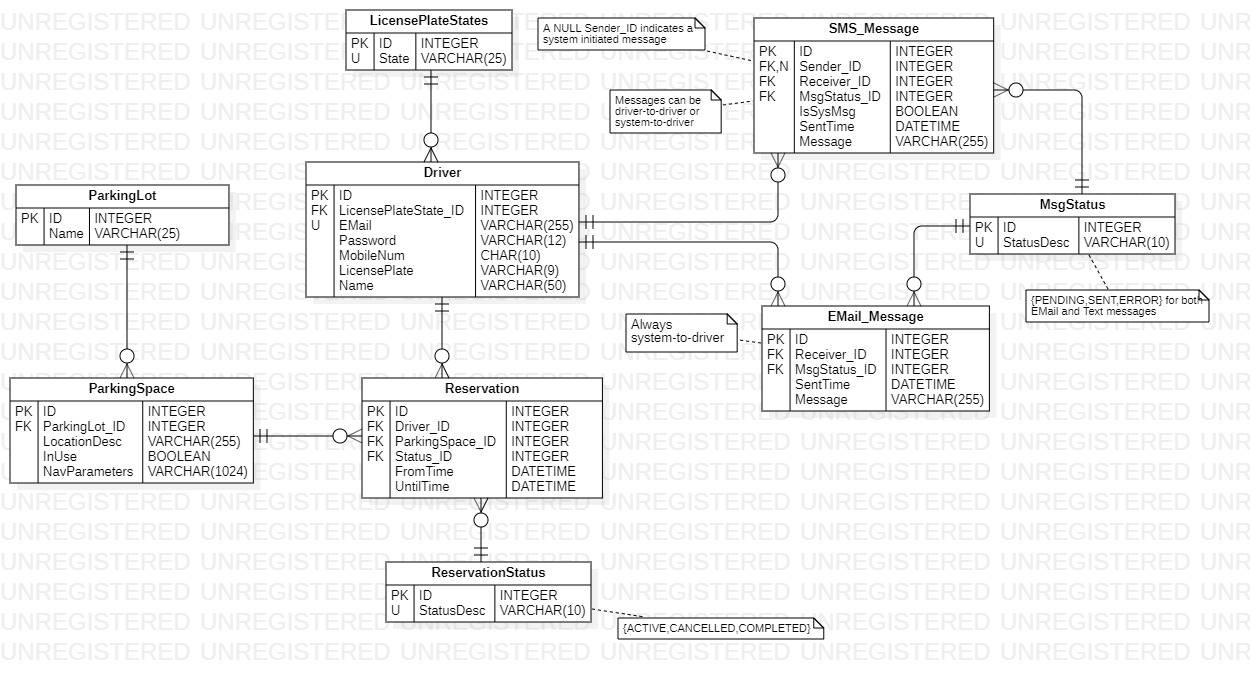 LicensePlateStates
PK ID INTEGER
U State VARCHAR(25)
A NULL Sender_ID indicates a
system initiated message
SMS_Message
PK ID INTEGER
FK,N Sender_ID INTEGER
FK Receiver_ID INTEGER
FK MsgStatus_ID INTEGER
IsSysMsg BOOLEAN
SentTime DATETIME
Message VARCHAR(255)
Messages can be
driver-to-driver or
system-to-driver
Driver
PK ID INTEGER
FK LicensePlateState_ID INTEGER
U EMail VARCHAR(255)
Password VARCHAR(12)
MobileNum CHAR(10)
LicensePlate VARCHAR(9)
Name VARCHAR(50)
ParkingLot
PK ID INTEGER
Name VARCHAR(25)
MsgStatus
PK ID INTEGER
U StatusDesc VARCHAR(10)
{PENDING,SENT,ERROR} for both
EMail and Text messages
Always
system-to-driver
EMail_Message
PK ID INTEGER
FK Receiver_ID INTEGER
FK MsgStatus_ID INTEGER
SentTime DATETIME
Message VARCHAR(255)
ParkingSpace
PK ID INTEGER
FK ParkingLot_ID INTEGER
LocationDesc VARCHAR(255)
InUse BOOLEAN
NavParameters VARCHAR(1024)
Reservation
PK ID INTEGER
FK Driver_ID INTEGER
FK ParkingSpace_ID INTEGER
FK Status_ID INTEGER
FromTime DATETIME
UntilTime DATETIME
ReservationStatus
PK ID INTEGER
U StatusDesc VARCHAR(10)
{ACTIVE,CANCELLED,COMPLETED}
UNREGISTERED